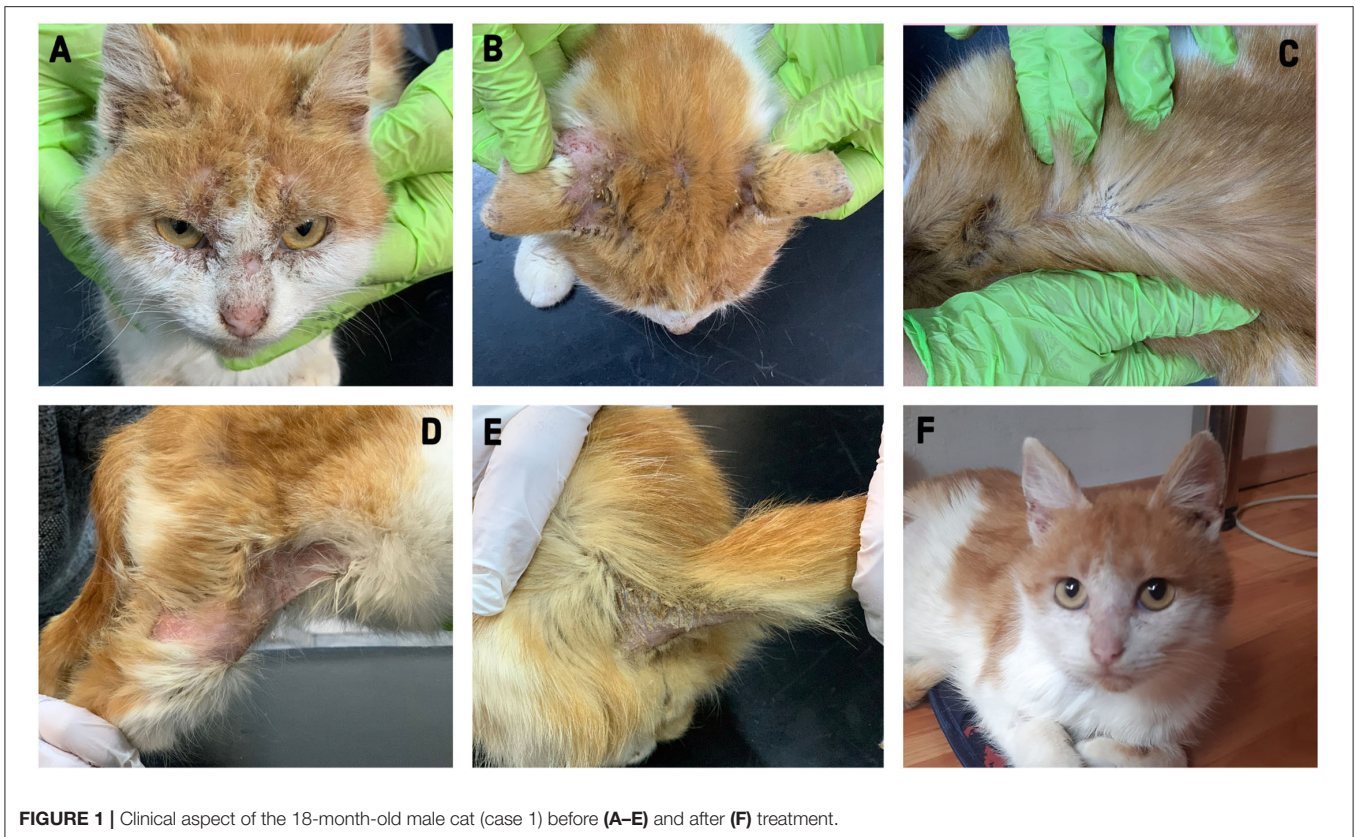 A
B
C
D
E
F
FIGURE 1 | Clinical aspect of the 18-month-old male cat (case 1) before (A–E) and after (F) treatment.